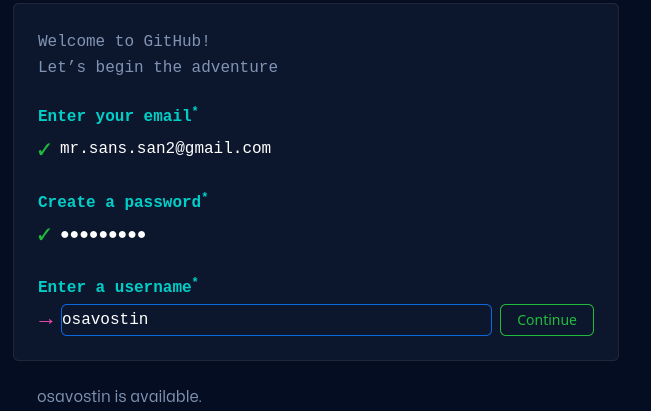 Welcome to GitHub!
Let’s begin the adventure
Enter your email*
✓ mr.sans.san2@gmail.com
Create a password*
✓ ●●●●●●●●●
Enter a username*
→ osavostin Continue
osavostin is available.